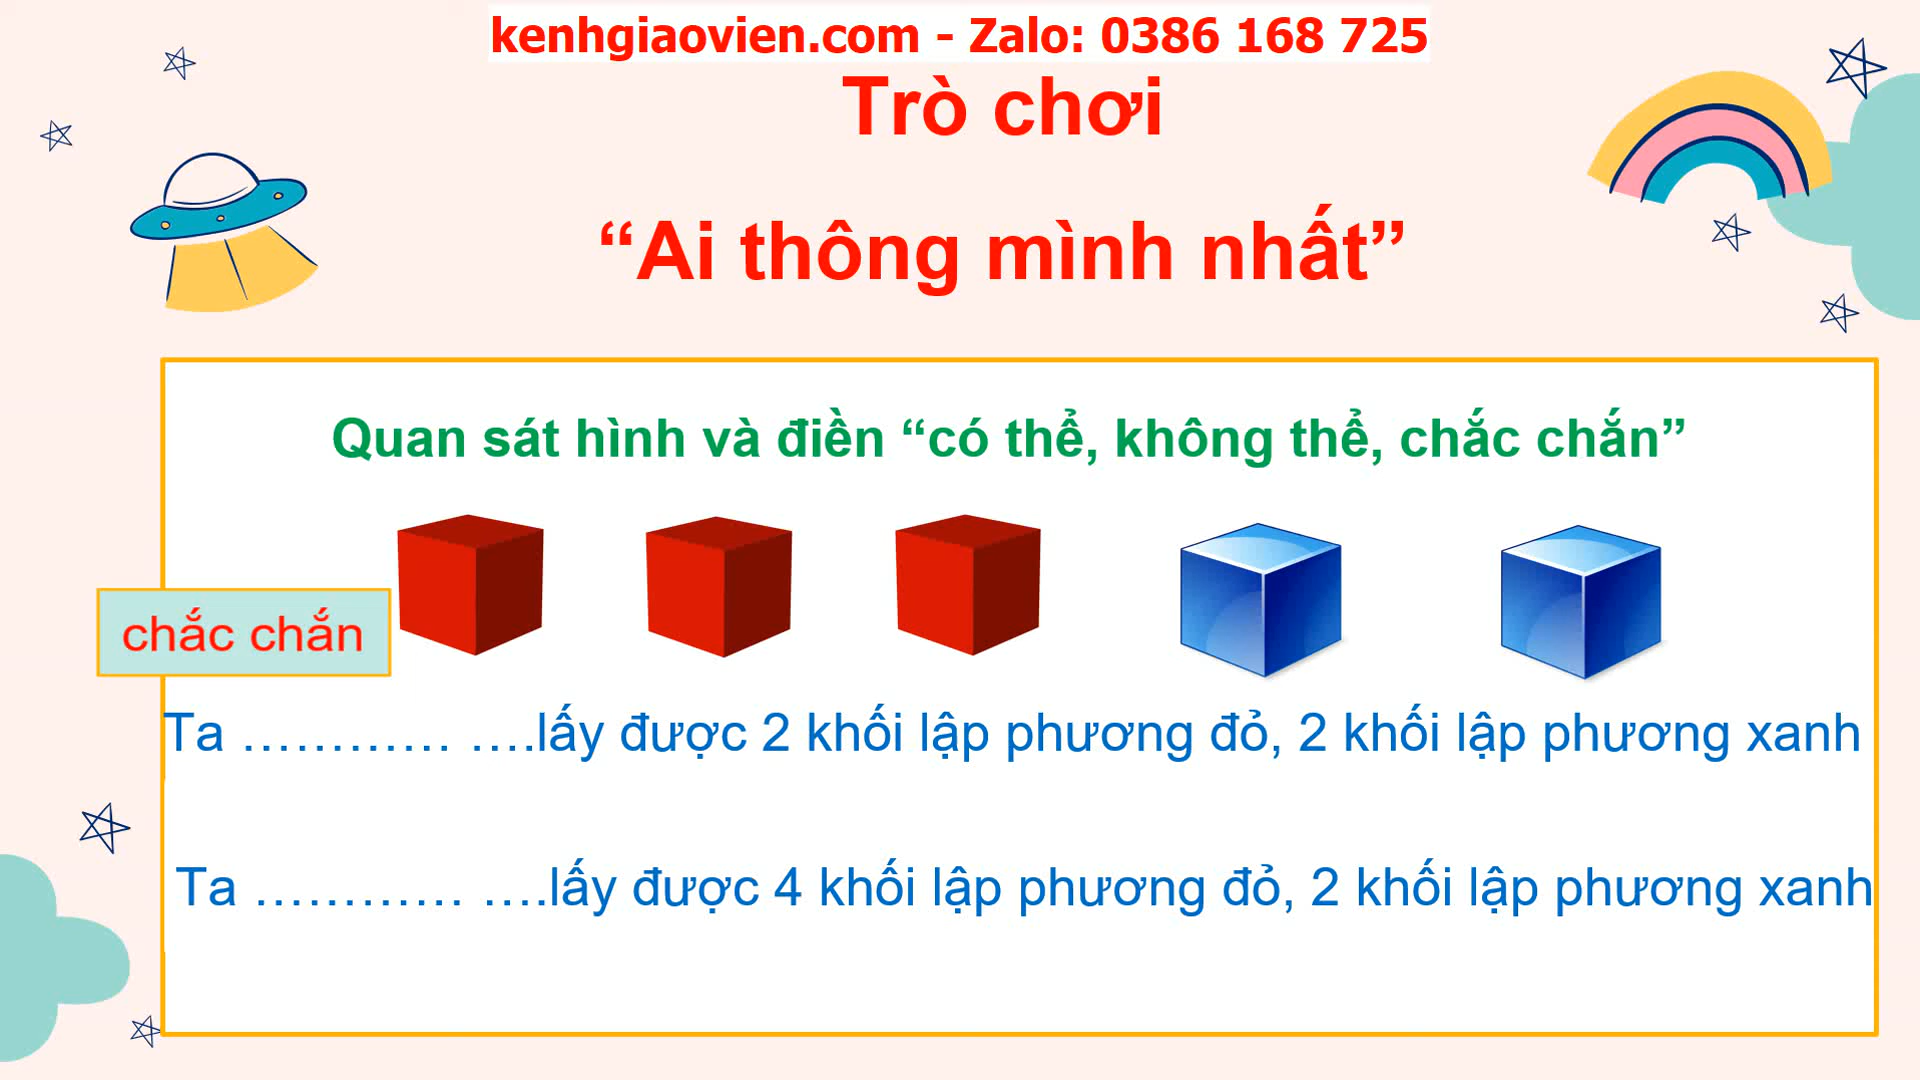 kenhgiaovien.com - Zalo: 0386 168 725
Trò chơi
“Ai thông mình nhất”
Quan sát hình và điền “có thể, không thể, chắc chắn”
chắc chắn
Ta ………… ….lấy được 2 khối lập phương đỏ, 2 khối lập phương xanh
Ta ………… ….lấy được 4 khối lập phương đỏ, 2 khối lập phương xanh